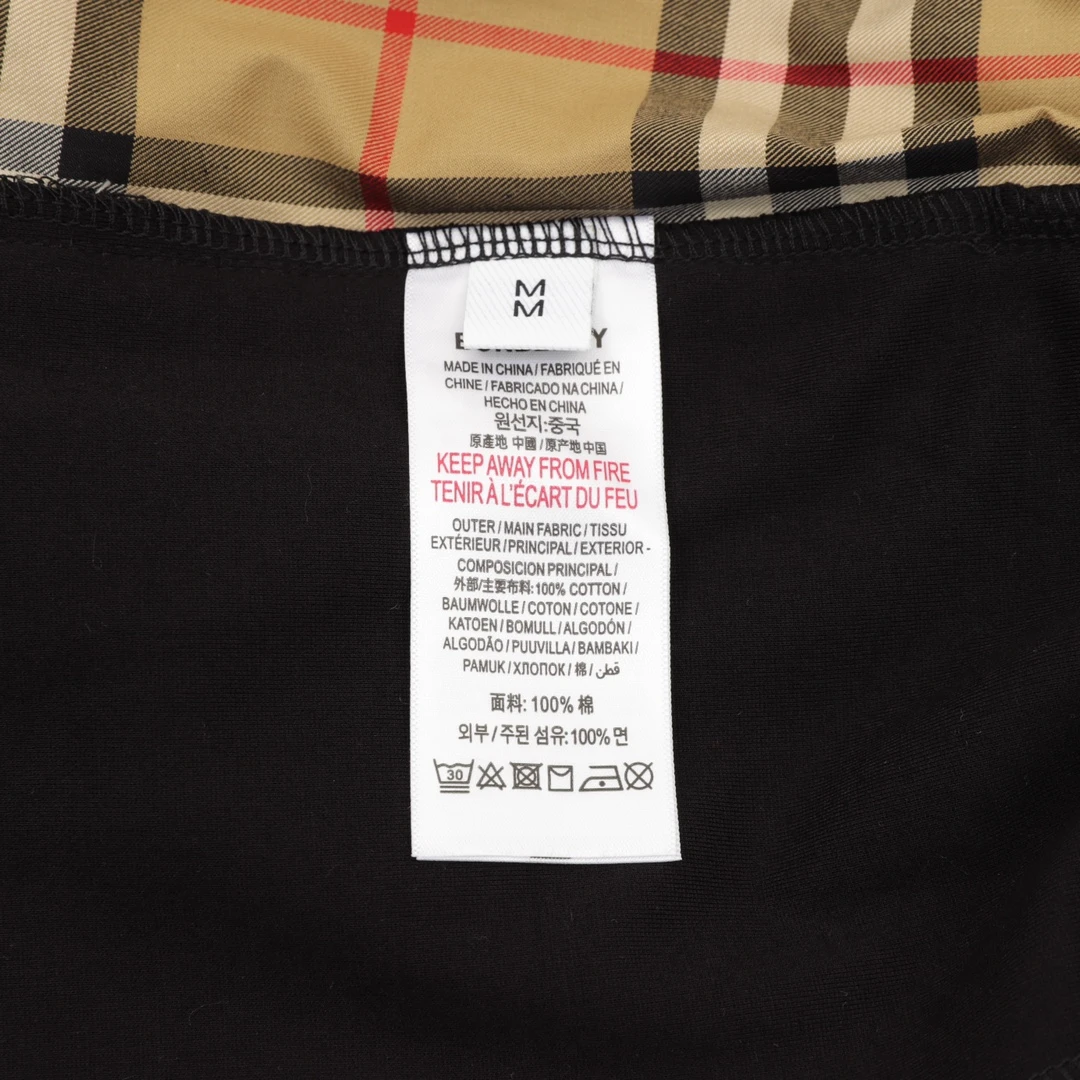 M
M
MADE IN CHINA / FABRIQUÉ EN
CHINE / FABRICADO NA CHINA /
HECHO EN CHINA
원선지:중국
原產地 中國 / 原产地 中国
KEEP AWAY FROM FIRE
TENIR À L'ÉCART DU FEU
OUTER / MAIN FABRIC / TISSU
EXTÉRIEUR / PRINCIPAL / EXTERIOR -
COMPOSICION PRINCIPAL /
外部/主要布料: 100% COTTON /
BAUMWOLLE / COTON / COTONE /
KATOEN / BOMULL / ALGODÓN /
ALGODÃO / PUUVILLA / BAMBAKI /
PAMUK / ХЛОПОК / 棉 / قطن
面料: 100% 棉
외부 / 주된 섬유: 100% 면
30